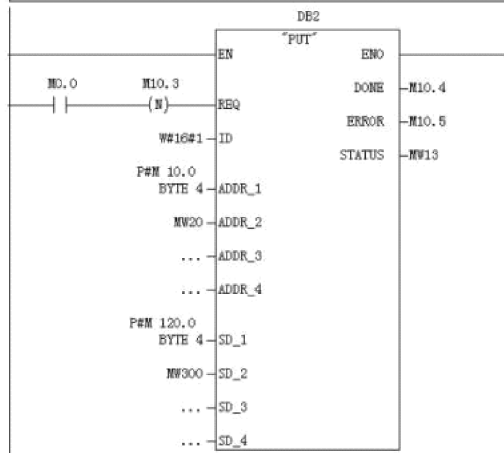 DB2
"PUT"
EN ENO
M0.0 M10.3 DONE M10.4
(N) REQ
ERROR M10.5
W#16#1 ID
STATUS MW13
P#M 10.0
BYTE 4 ADDR_1
MW20 ADDR_2
... ADDR_3
... ADDR_4
P#M 120.0
BYTE 4 SD_1
MW300 SD_2
... SD_3
... SD_4